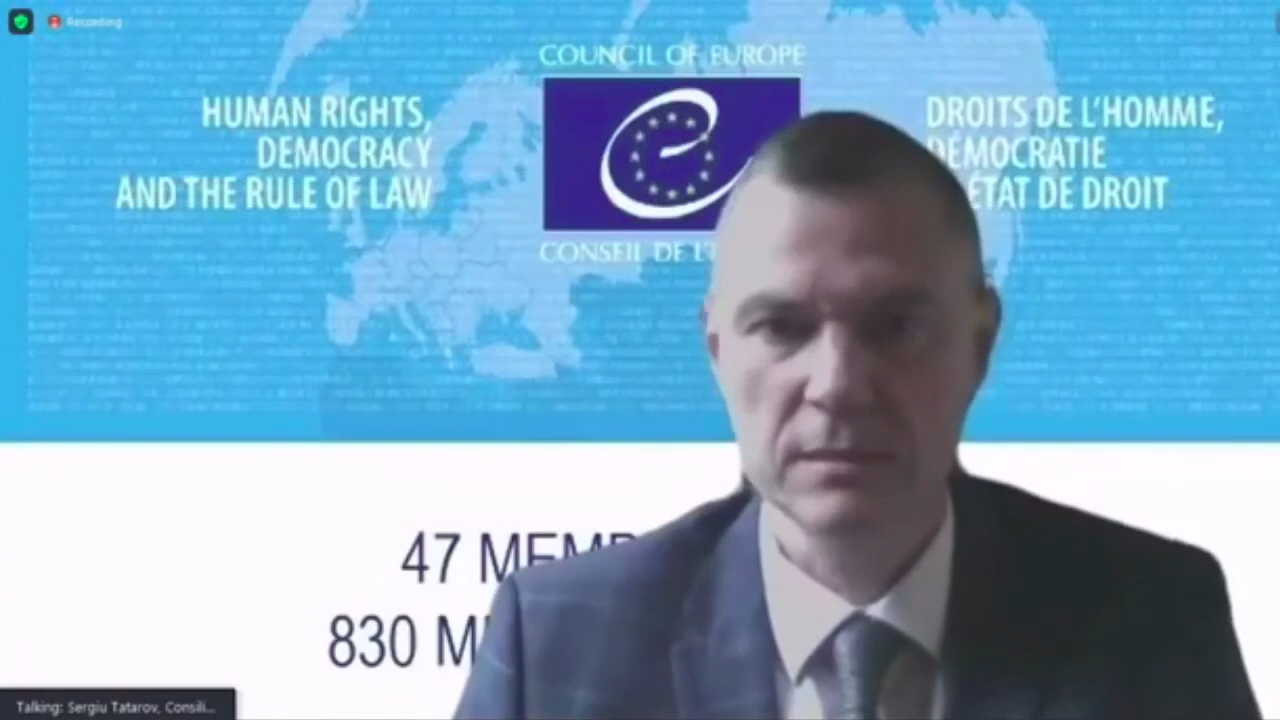 Recording
COUNCIL OF EUROPE
HUMAN RIGHTS,
DEMOCRACY
AND THE RULE OF LAW
DROITS DE L'HOMME,
DÉMOCRATIE
ÉTAT DE DROIT
CONSEIL DE L'
47
830
Talking: Sergiu Tatarov, Consili...